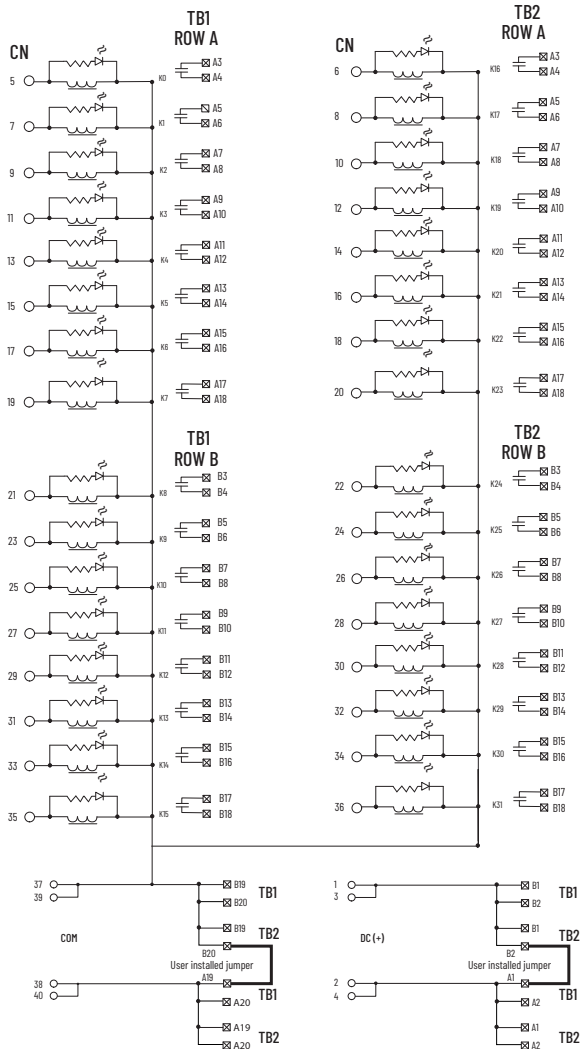 TB1
ROW A
CN
5 K0 A3
A4
7 K1 A5
A6
9 K2 A7
A8
11 K3 A9
A10
13 K4 A11
A12
15 K5 A13
A14
17 K6 A15
A16
19 K7 A17
A18
TB1
ROW B
21 K8 B3
B4
23 K9 B5
B6
25 K10 B7
B8
27 K11 B9
B10
29 K12 B11
B12
31 K13 B13
B14
33 K14 B15
B16
35 K15 B17
B18
TB2
ROW A
CN
6 K16 A3
A4
8 K17 A5
A6
10 K18 A7
A8
12 K19 A9
A10
14 K20 A11
A12
16 K21 A13
A14
18 K22 A15
A16
20 K23 A17
A18
TB2
ROW B
22 K24 B3
B4
24 K25 B5
B6
26 K26 B7
B8
28 K27 B9
B10
30 K28 B11
B12
32 K29 B13
B14
34 K30 B15
B16
36 K31 B17
B18
37 B19
39 TB1
B20
COM
B19
TB2
B20
User installed jumper
38 A19
40 TB1
A20
A19
TB2
A20
1 B1
3 TB1
B2
DC (+)
B1
TB2
B2
User installed jumper
2 A1
4 TB1
A2
A1
TB2
A2